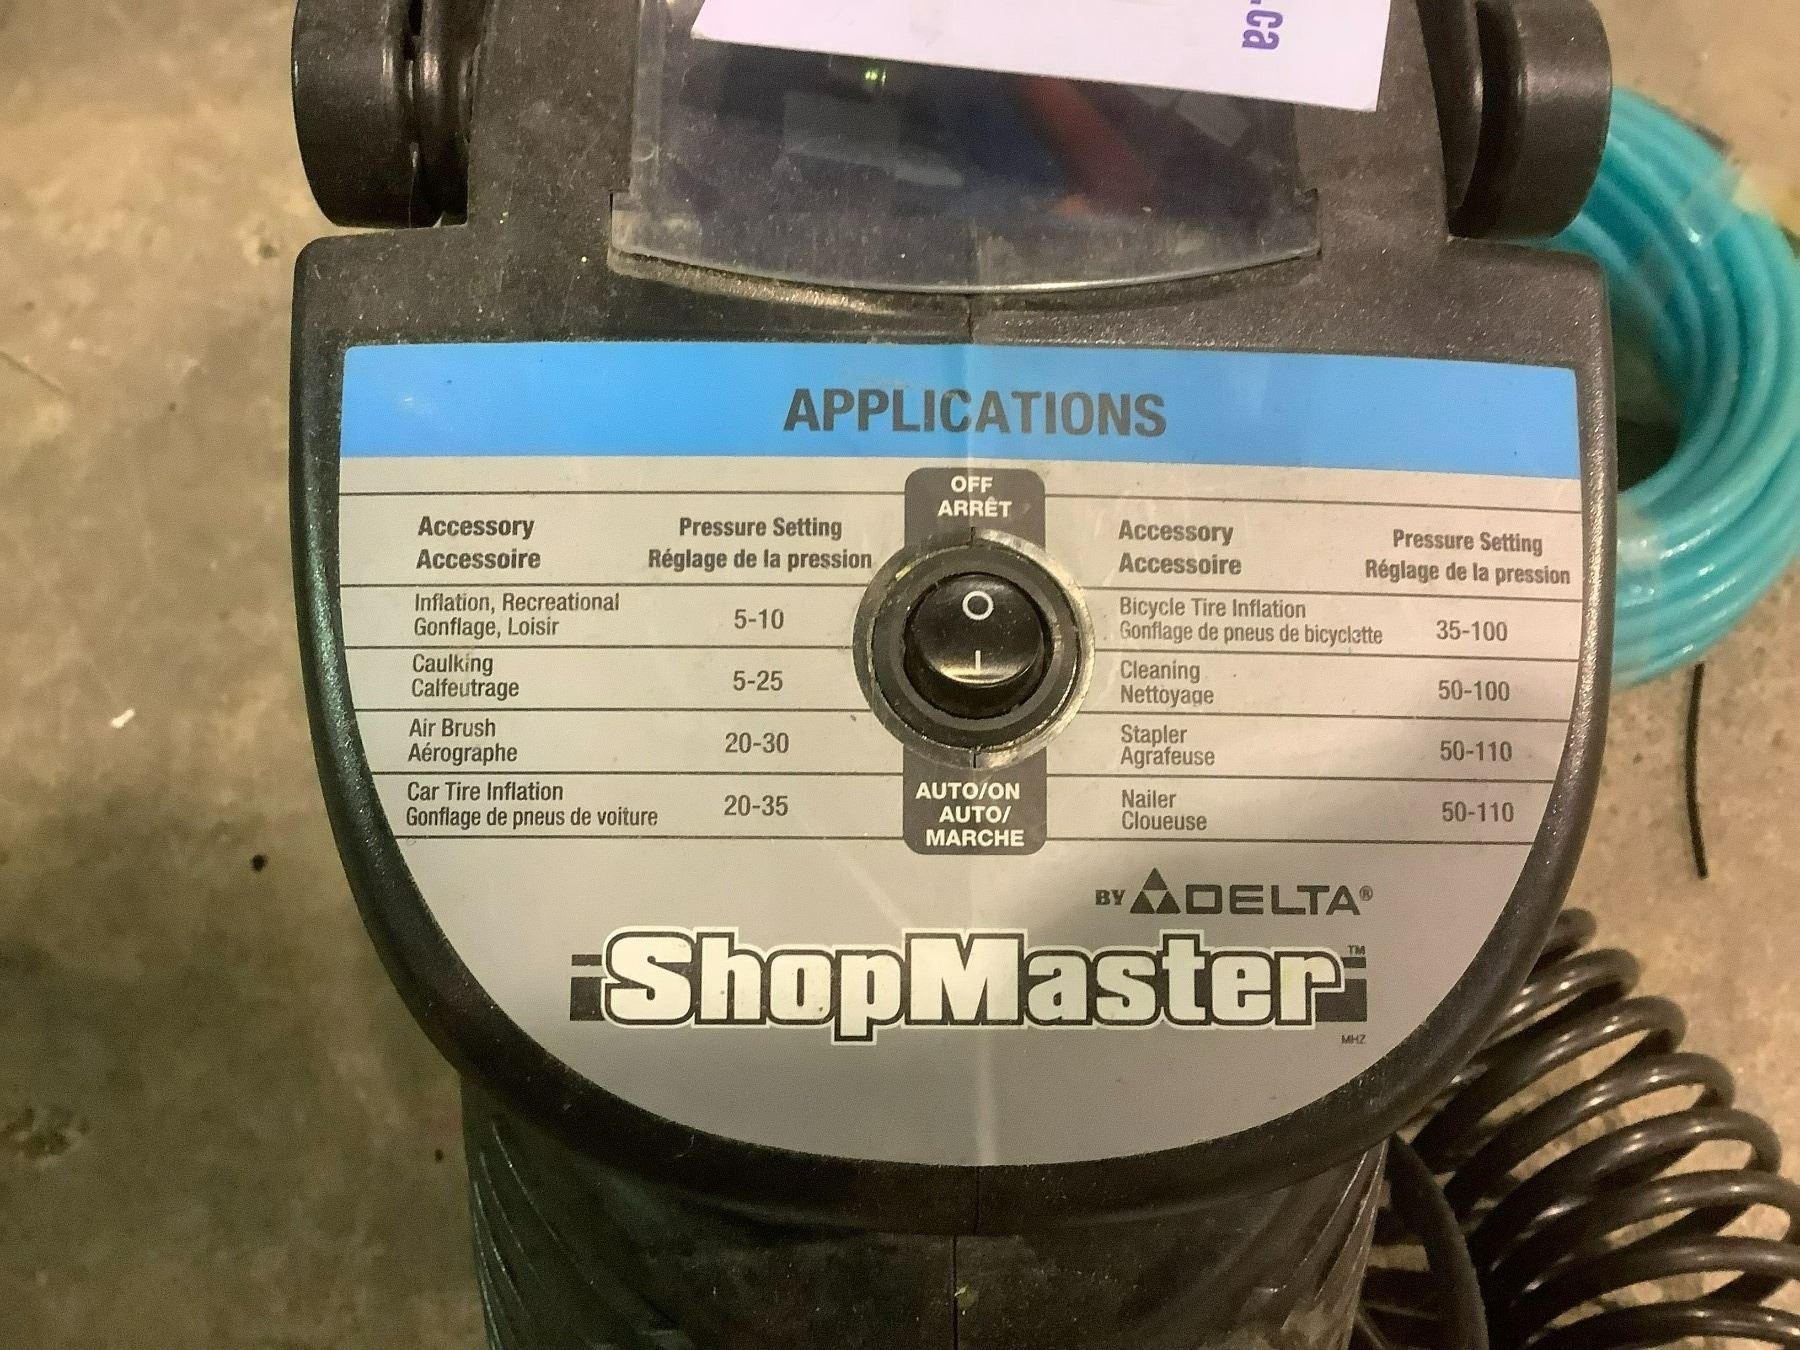 .ca
APPLICATIONS
OFF
ARRÊT
Accessory
Accessoire
Pressure Setting
Réglage de la pression
Inflation, Recreational
Gonflage, Loisir
5-10
Caulking
Calfeutrage
5-25
Air Brush
Aérographe
20-30
Car Tire Inflation
Gonflage de pneus de voiture
20-35
O
I
AUTO/ON
AUTO/
MARCHE
Accessory
Accessoire
Pressure Setting
Réglage de la pression
Bicycle Tire Inflation
Gonflage de pneus de bicyclette
35-100
Cleaning
Nettoyage
50-100
Stapler
Agrafeuse
50-110
Nailer
Cloueuse
50-110
BY DELTA®
ShopMaster™
MHZ